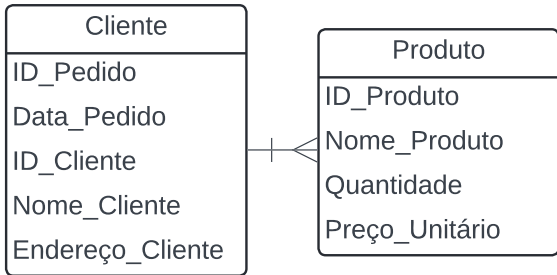 Cliente
ID_Pedido
Data_Pedido
ID_Cliente
Nome_Cliente
Endereço_Cliente
Produto
ID_Produto
Nome_Produto
Quantidade
Preço_Unitário